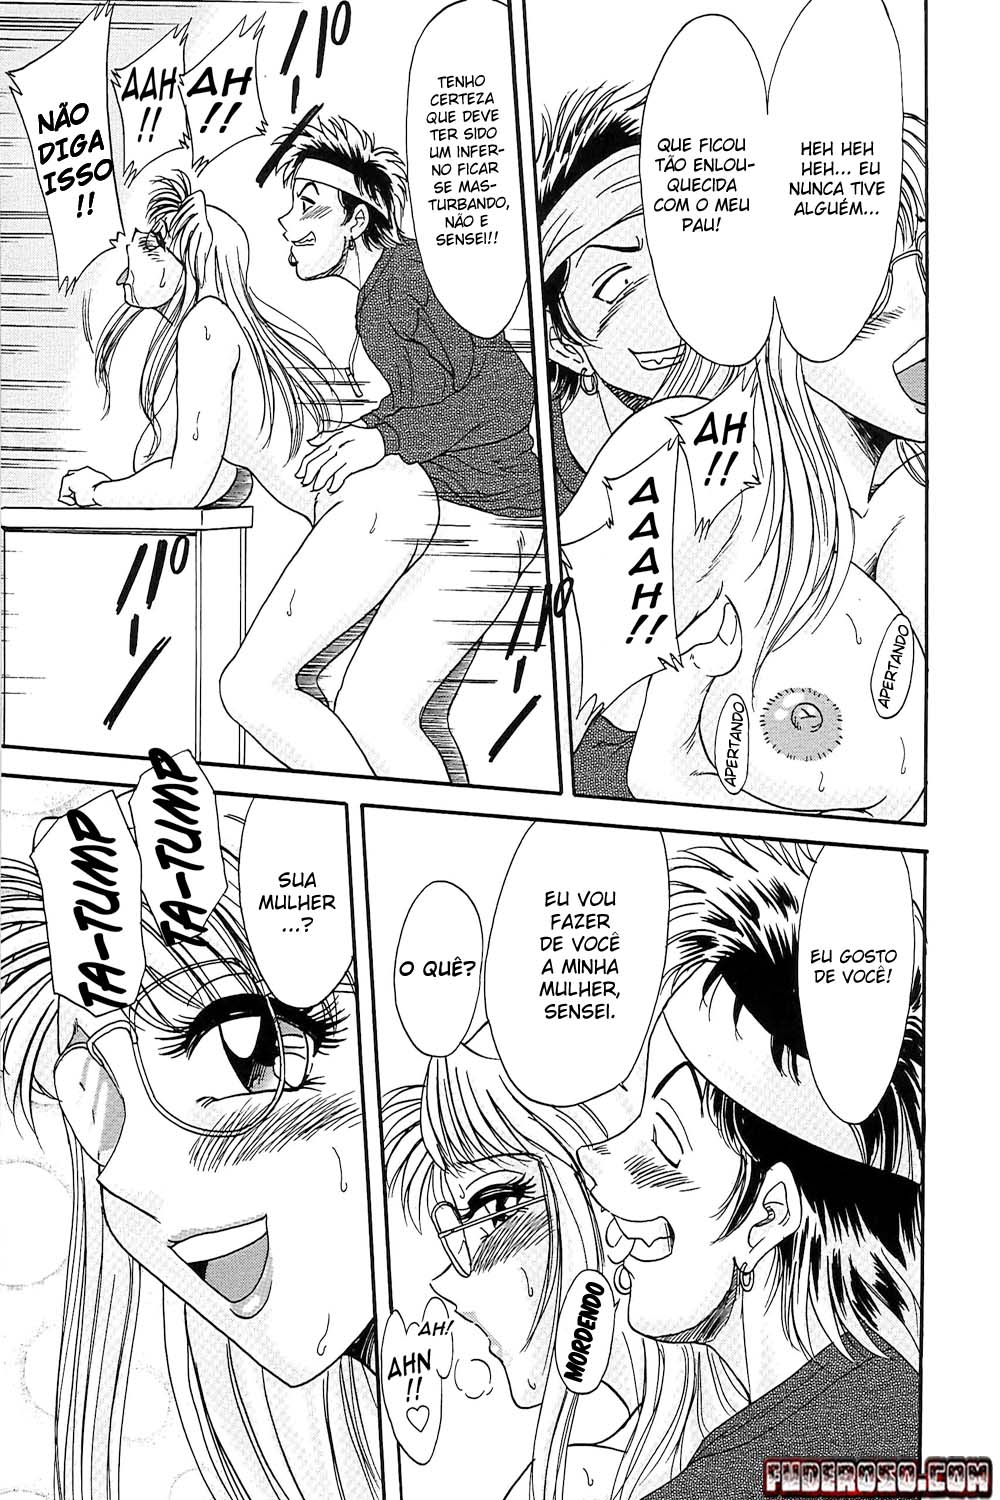 HEH HEH
HEH... EU
NUNCA TIVE
ALGUÉM...
QUE FICOU
TÃO ENLOU-
QUECIDA
COM O MEU
PAU!
AH
!!
AAAH!!
APERTANDO
APERTANDO
TENHO
CERTEZA
QUE DEVE
TER SIDO
UM INFER-
NO FICAR
SE MAS-
TURBANDO,
NÃO E
SENSEI!!
AH
!!
AAH
!!
NÃO
DIGA
ISSO
!!
EU GOSTO
DE VOCÊ!
EU VOU
FAZER
DE VOCÊ
A MINHA
MULHER,
SENSEI.
O QUÊ?
MORDENDO
AH!
AHN
!!
SUA
MULHER
...?
TA-TUMP
TA-TUMP
FUDEROSO.COM